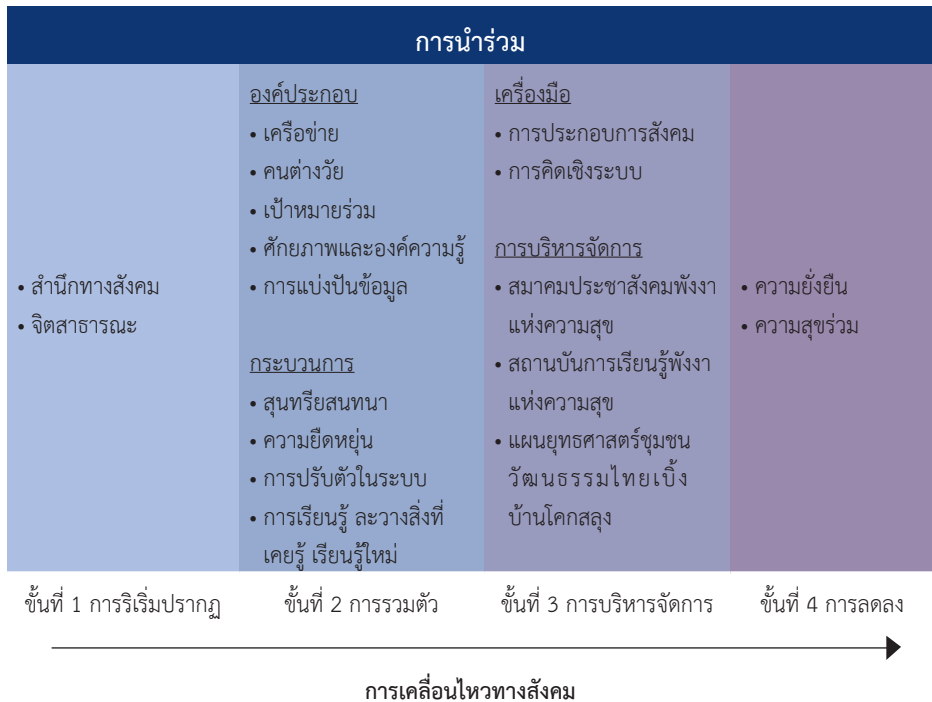 การนำร่วม
• สำนึกทางสังคม
• จิตสาธารณะ
องค์ประกอบ
• เครือข่าย
• คนต่างวัย
• เป้าหมายร่วม
• ศักยภาพและองค์ความรู้
• การแบ่งปันข้อมูล
กระบวนการ
• สุนทรียสนทนา
• ความยืดหยุ่น
• การปรับตัวในระบบ
• การเรียนรู้ ละวางสิ่งที่
เคยรู้ เรียนรู้ใหม่
เครื่องมือ
• การประกอบการสังคม
• การคิดเชิงระบบ
การบริหารจัดการ
• สมาคมประชาสังคมพังงา
แห่งความสุข
• สถานบันการเรียนรู้พังงา
แห่งความสุข
• แผนยุทธศาสตร์ชุมชน
วัฒนธรรมไทยเบิ้ง
บ้านโคกสลุง
• ความยั่งยืน
• ความสุขร่วม
ขั้นที่ 1 การริเริ่มปรากฏ
ขั้นที่ 2 การรวมตัว
ขั้นที่ 3 การบริหารจัดการ
ขั้นที่ 4 การลดลง
การเคลื่อนไหวทางสังคม